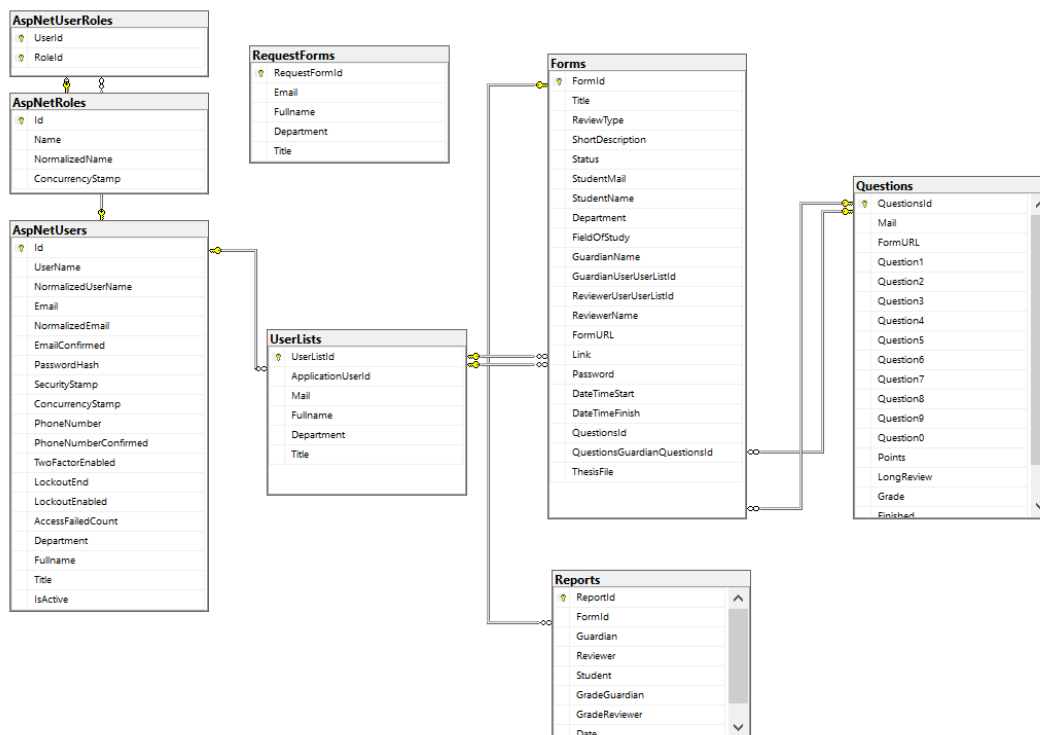 AspNetUserRoles
UserId
RoleId
AspNetRoles
Id
Name
NormalizedName
ConcurrencyStamp
AspNetUsers
Id
UserName
NormalizedUserName
Email
NormalizedEmail
EmailConfirmed
PasswordHash
SecurityStamp
ConcurrencyStamp
PhoneNumber
PhoneNumberConfirmed
TwoFactorEnabled
LockoutEnd
LockoutEnabled
AccessFailedCount
Department
Fullname
Title
IsActive
RequestForms
RequestFormId
Email
Fullname
Department
Title
UserLists
UserListId
ApplicationUserId
Mail
Fullname
Department
Title
Forms
FormId
Title
ReviewType
ShortDescription
Status
StudentMail
StudentName
Department
FieldOfStudy
GuardianName
GuardianUserUserListId
ReviewerUserUserListId
ReviewerName
FormURL
Link
Password
DateTimeStart
DateTimeFinish
QuestionsId
QuestionsGuardianQuestionsId
ThesisFile
Reports
ReportId
FormId
Guardian
Reviewer
Student
GradeGuardian
GradeReviewer
Date
Questions
QuestionsId
Mail
FormURL
Question1
Question2
Question3
Question4
Question5
Question6
Question7
Question8
Question9
Question0
Points
LongReview
Grade
Finished